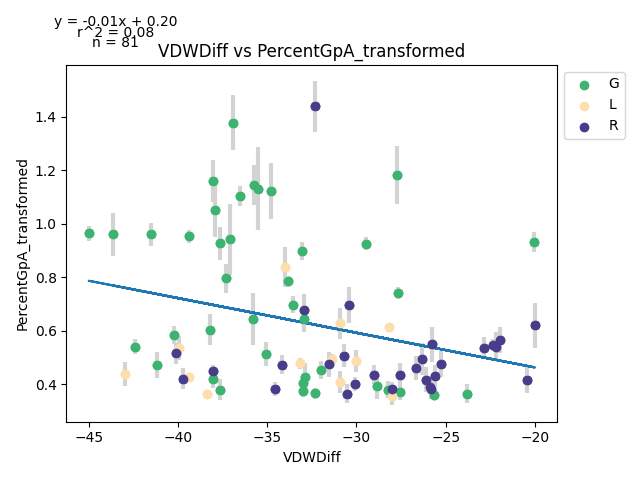 y = -0.01x + 0.20
r^2 = 0.08
n = 81
VDWDiff vs PercentGpA_transformed
G
L
R
PercentGpA_transformed
1.4
1.2
1.0
0.8
0.6
0.4
−45 −40 −35 −30 −25 −20
VDWDiff